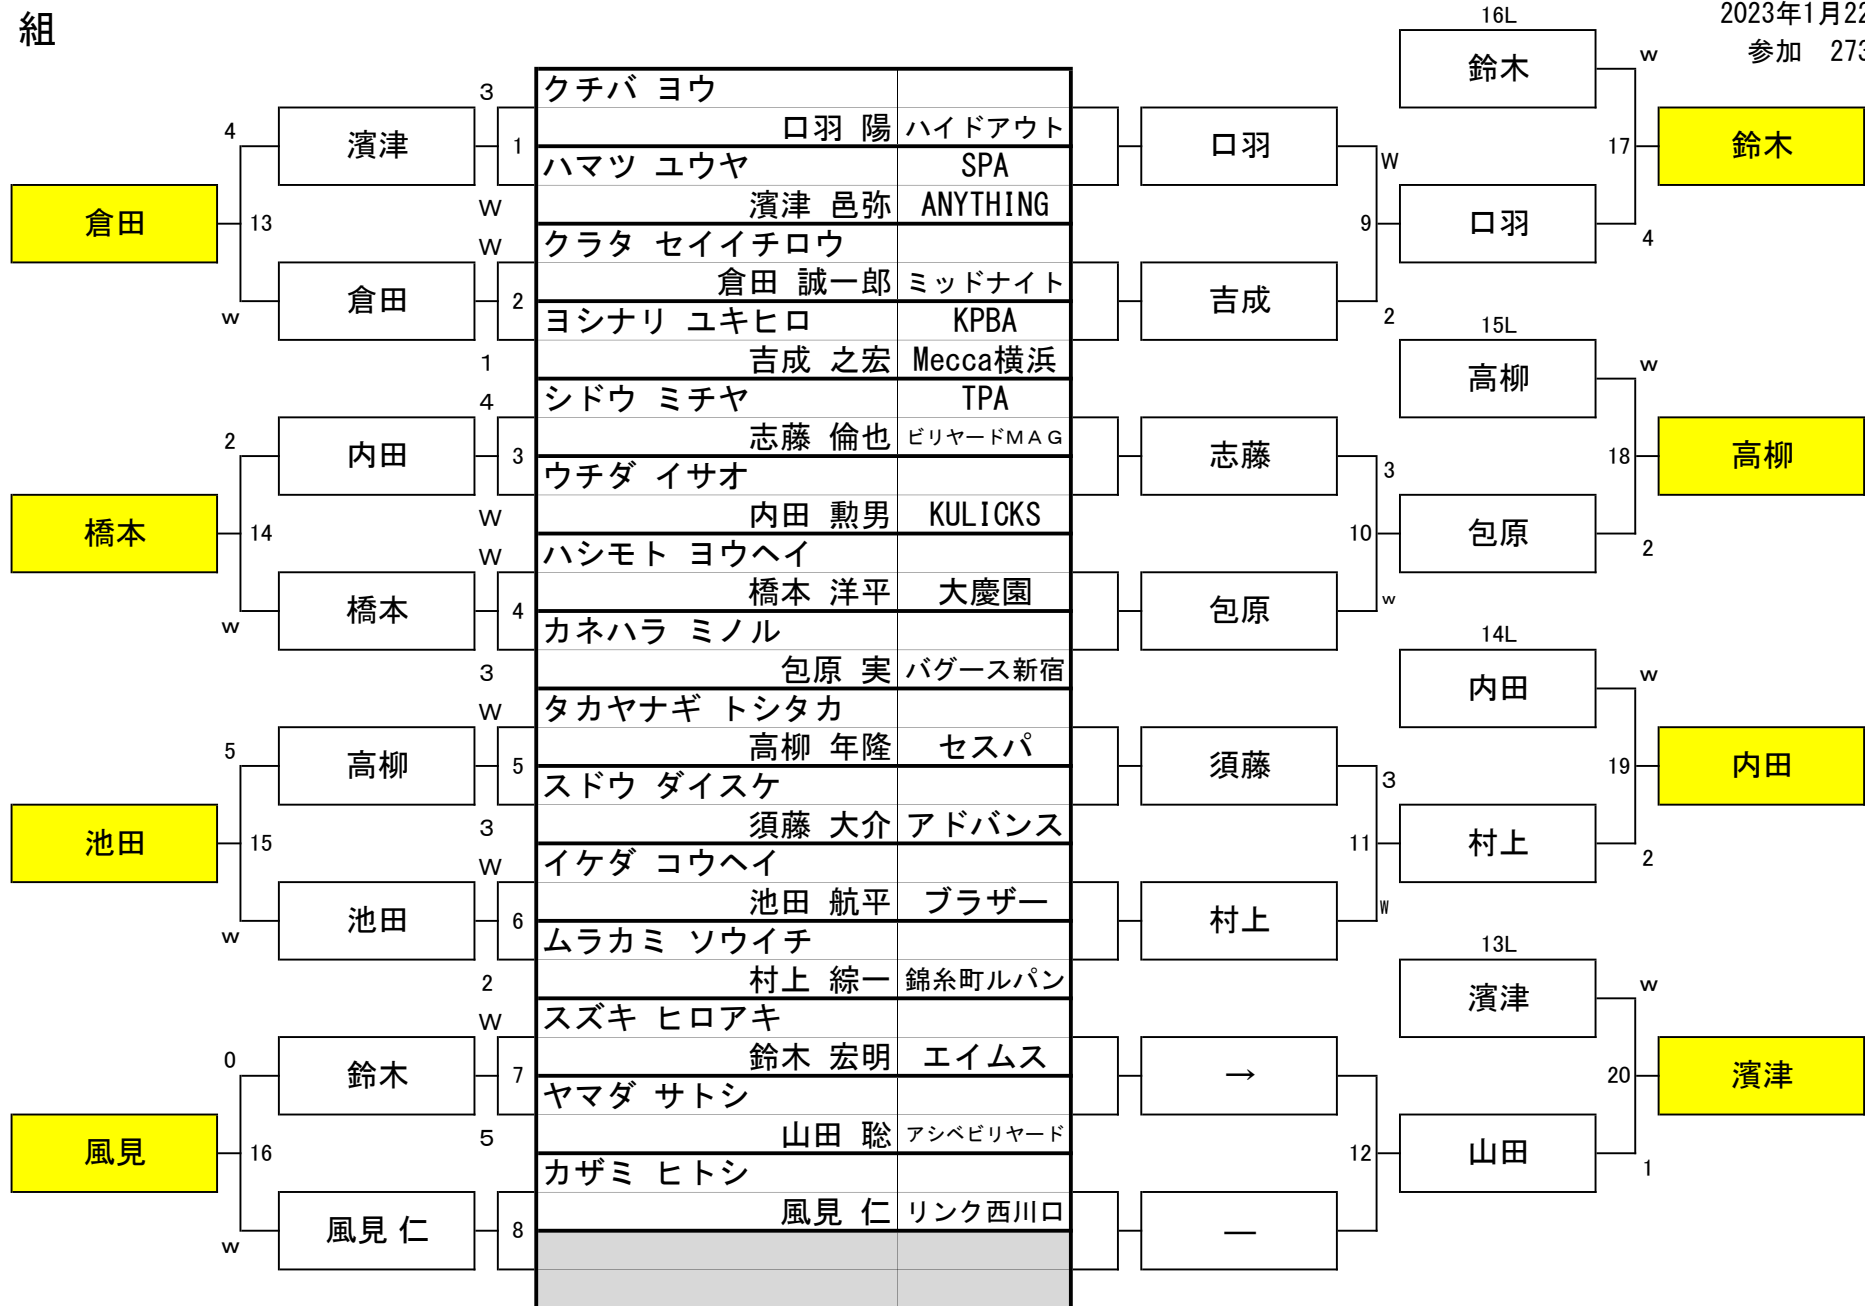 組
2023年1月22
参加 273
16L
鈴木 w
17 鈴木
口羽 4
15L
高柳 w
18 高柳
包原 2
14L
内田 w
19 内田
村上 2
13L
濱津 w
20 濱津
山田 1
口羽 W
9
吉成 2
志藤 3
10
包原 w
須藤 3
11
村上 W
→
12
―
クチバ ヨウ
口羽 陽 ハイドアウト
ハマツ ユウヤ SPA
濱津 邑弥 ANYTHING
クラタ セイイチロウ
倉田 誠一郎 ミッドナイト
ヨシナリ ユキヒロ KPBA
吉成 之宏 Mecca横浜
シドウ ミチヤ TPA
志藤 倫也 ビリヤードMAG
ウチダ イサオ
内田 勲男 KULICKS
ハシモト ヨウヘイ
橋本 洋平 大慶園
カネハラ ミノル
包原 実 バグース新宿
タカヤナギ トシタカ
高柳 年隆 セスパ
スドウ ダイスケ
須藤 大介 アドバンス
イケダ コウヘイ
池田 航平 ブラザー
ムラカミ ソウイチ
村上 綜一 錦糸町ルパン
スズキ ヒロアキ
鈴木 宏明 エイムス
ヤマダ サトシ
山田 聡 アシベビリヤード
カザミ ヒトシ
風見 仁 リンク西川口
3
4 濱津 1
W
倉田 13
W
w 倉田 2
1
4
2 内田 3
W
橋本 14
W
w 橋本 4
3
W
5 高柳 5
3
池田 15
W
w 池田 6
2
W
0 鈴木 7
5
風見 16
w 風見 仁 8